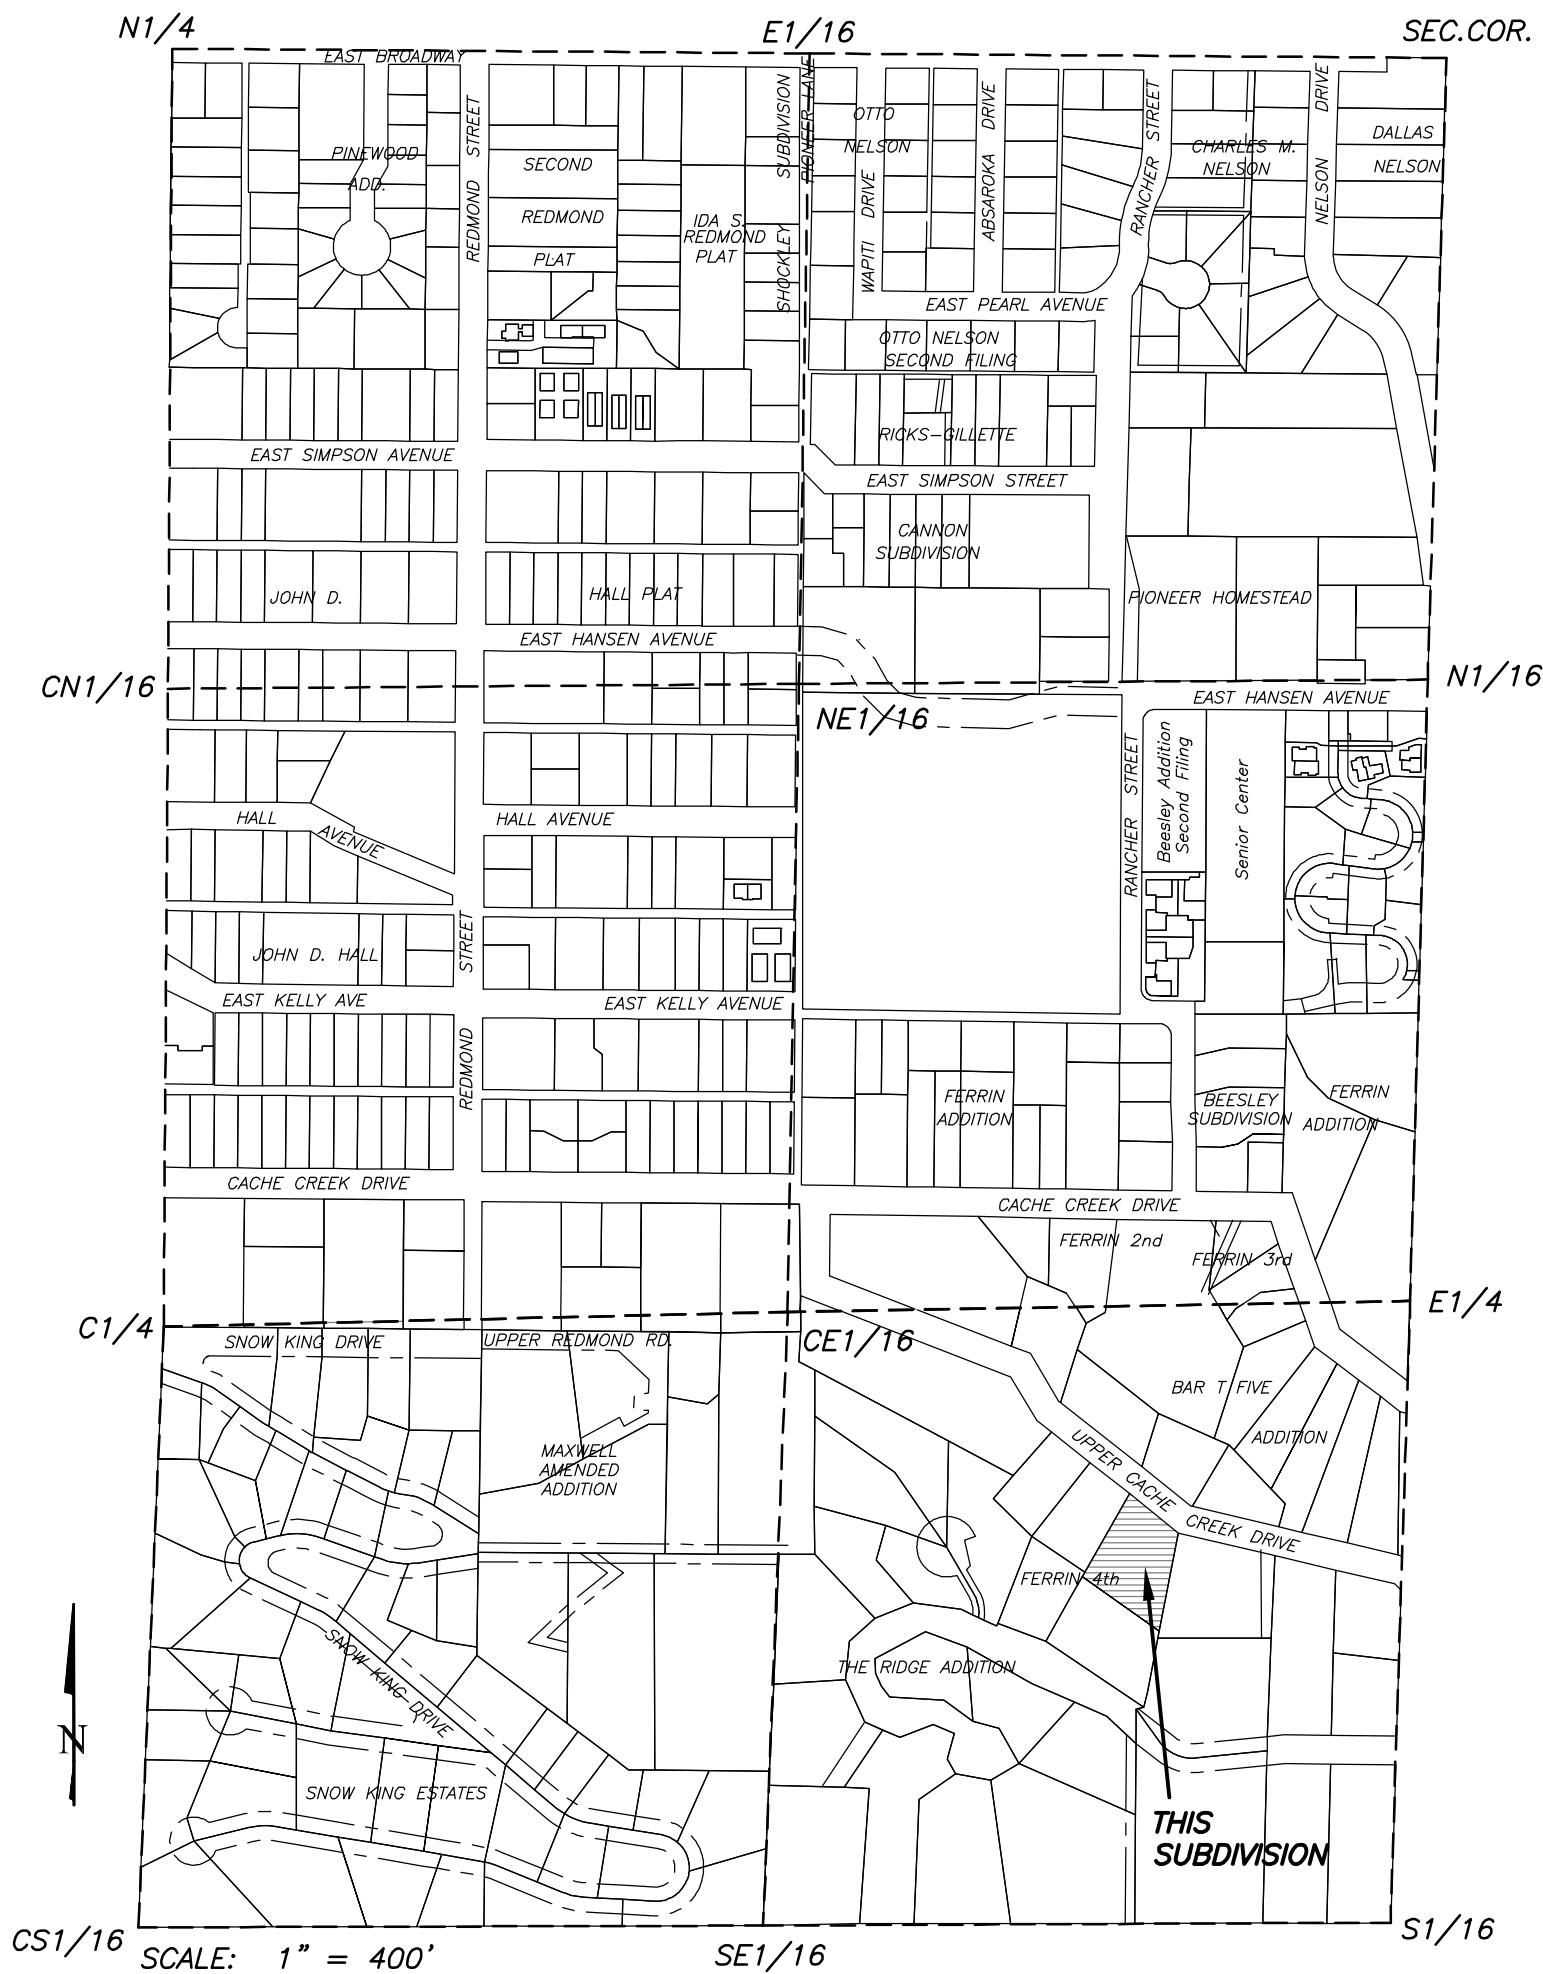 N1/4
E1/16
SEC.COR.
EAST BROADWAY
REDMOND STREET
SHOCKLEY SUBDIVISION
PIONEER LANE
WAPITI DRIVE
ABSAROKA DRIVE
RANCHER STREET
RANCHER STREET
NELSON DRIVE
PINEWOOD
ADD.
SECOND
REDMOND
PLAT
IDA S.
REDMOND
PLAT
OTTO
NELSON
CHARLES M.
NELSON
DALLAS
NELSON
EAST PEARL AVENUE
OTTO NELSON
SECOND FILING
RICKS-GILLETTE
EAST SIMPSON AVENUE
EAST SIMPSON STREET
CANNON
SUBDIVISION
JOHN D.
HALL PLAT
PIONEER HOMESTEAD
EAST HANSEN AVENUE
CN1/16
N1/16
EAST HANSEN AVENUE
NE1/16
RANCHER STREET
Beesley Addition
Second Filing
Senior Center
HALL
AVENUE
HALL AVENUE
JOHN D. HALL
REDMOND STREET
EAST KELLY AVE
EAST KELLY AVENUE
FERRIN
ADDITION
BEESLEY
SUBDIVISION
FERRIN
ADDITION
CACHE CREEK DRIVE
CACHE CREEK DRIVE
FERRIN 2nd
FERRIN 3rd
C1/4
E1/4
SNOW KING DRIVE
UPPER REDMOND RD.
CE1/16
BAR T FIVE
ADDITION
MAXWELL
AMENDED
ADDITION
UPPER CACHE
CREEK DRIVE
FERRIN 4th
SNOW KING DRIVE
THE RIDGE ADDITION
N
SNOW KING ESTATES
THIS
SUBDIVISION
CS1/16
SCALE: 1" = 400'
SE1/16
S1/16